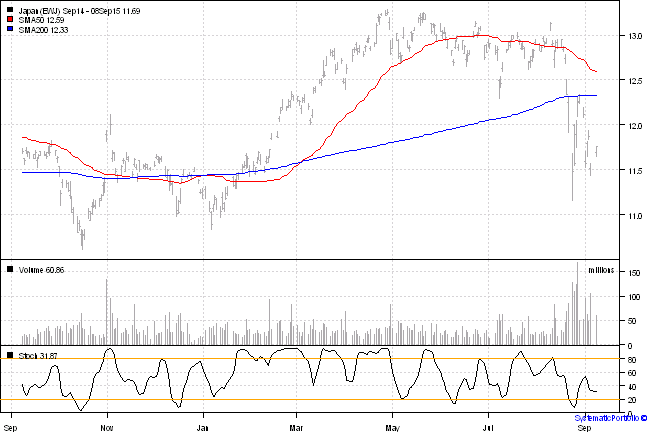 Japan (EWJ) Sep14 - 08Sep15 11.69
SMA50 12.59
SMA200 12.33
13.0
12.5
12.0
11.5
11.0
Volume 60.86
millions
150
100
50
0
Stoch 31.87
80
60
40
20
0
Sep
Nov
Jan
Mar
May
Jul
Sep
SystematicPortfolio ©